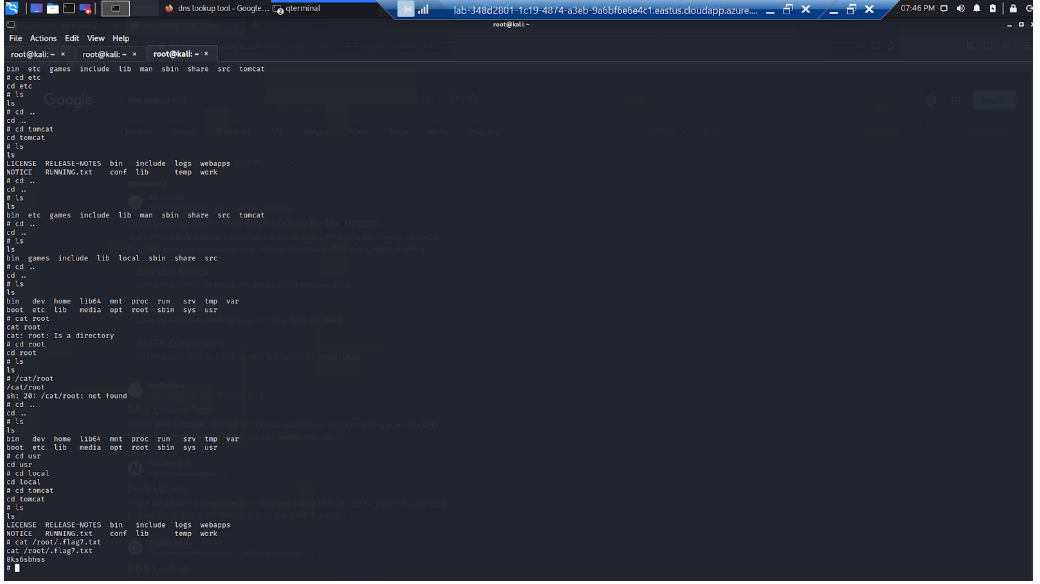 dns lookup tool - Google...
qterminal
lab-348d2801-1c19-4874-a3eb-9a6bf6e6e4c1.eastus.cloudapp.azure....
07:46 PM
root@kali: ~
File Actions Edit View Help
root@kali: ~ × root@kali: ~ × root@kali: ~ ×
bin etc games include lib man sbin share src tomcat
# cd etc
cd etc
# ls
ls
# cd ..
cd ..
# cd tomcat
cd tomcat
# ls
ls
LICENSE RELEASE-NOTES bin include logs webapps
NOTICE RUNNING.txt conf lib temp work
# cd ..
cd ..
# ls
ls
bin etc games include lib man sbin share src tomcat
# cd ..
cd ..
# ls
ls
bin games include lib local sbin share src
# cd ..
cd ..
# ls
ls
bin dev home lib64 mnt proc run srv tmp var
boot etc lib media opt root sbin sys usr
# cat root
cat root
cat: root: Is a directory
# cd root
cd root
# ls
ls
# /cat/root
/cat/root
sh: 20: /cat/root: not found
# cd ..
cd ..
# ls
ls
bin dev home lib64 mnt proc run srv tmp var
boot etc lib media opt root sbin sys usr
# cd usr
cd usr
# cd local
cd local
# cd tomcat
cd tomcat
# ls
ls
LICENSE RELEASE-NOTES bin include logs webapps
NOTICE RUNNING.txt conf lib temp work
# cat /root/.flag7.txt
cat /root/.flag7.txt
8ks6sbhss
#